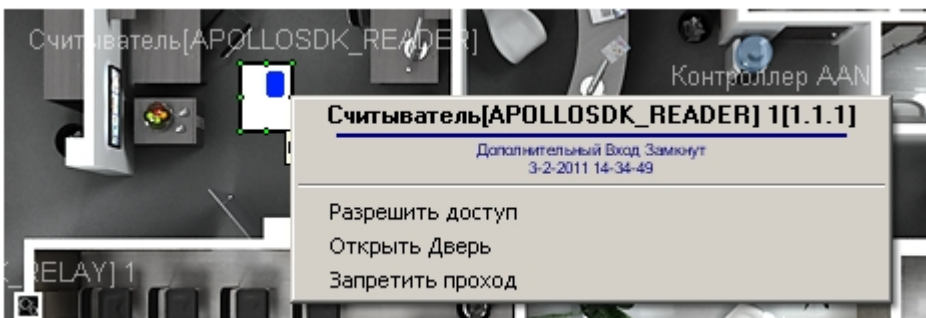 Считыватель[APOLLOSDK_READER]
Контроллер AAN
Считыватель[APOLLOSDK_READER] 1[1.1.1]
Дополнительный Вход Замкнут
3-2-2011 14-34-49
Разрешить доступ
Открыть Дверь
Запретить проход
_RELAY] 1